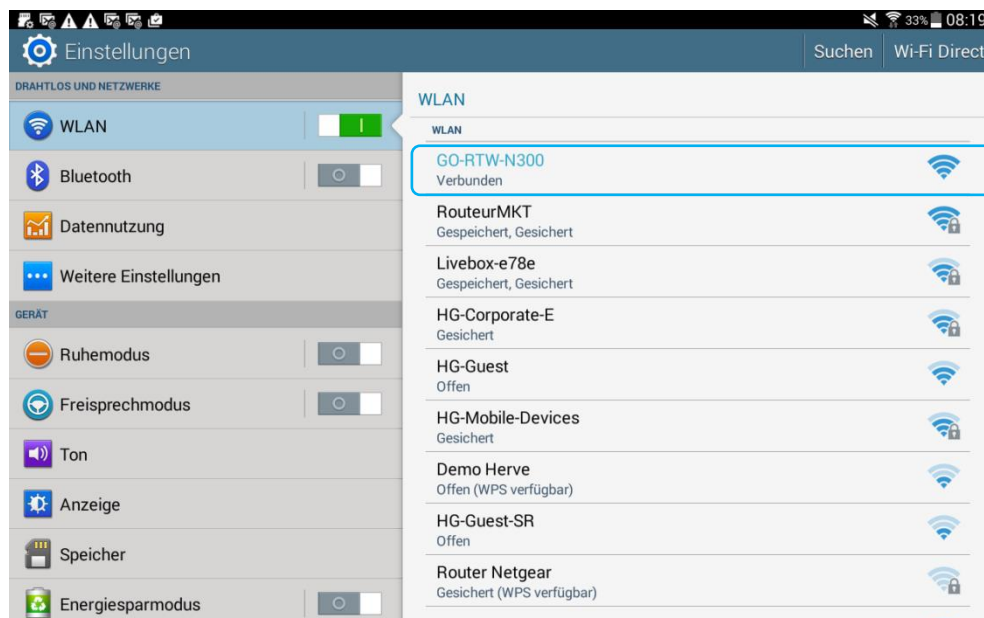 33% 08:19
Einstellungen
Suchen
Wi-Fi Direct
DRAHTLOS UND NETZWERKE
WLAN
Bluetooth
Datennutzung
Weitere Einstellungen
GERÄT
Ruhemodus
Freisprechmodus
Ton
Anzeige
Speicher
Energiesparmodus
WLAN
WLAN
GO-RTW-N300
Verbunden
RouteurMKT
Gespeichert, Gesichert
Livebox-e78e
Gespeichert, Gesichert
HG-Corporate-E
Gesichert
HG-Guest
Offen
HG-Mobile-Devices
Gesichert
Demo Herve
Offen (WPS verfügbar)
HG-Guest-SR
Offen
Router Netgear
Gesichert (WPS verfügbar)